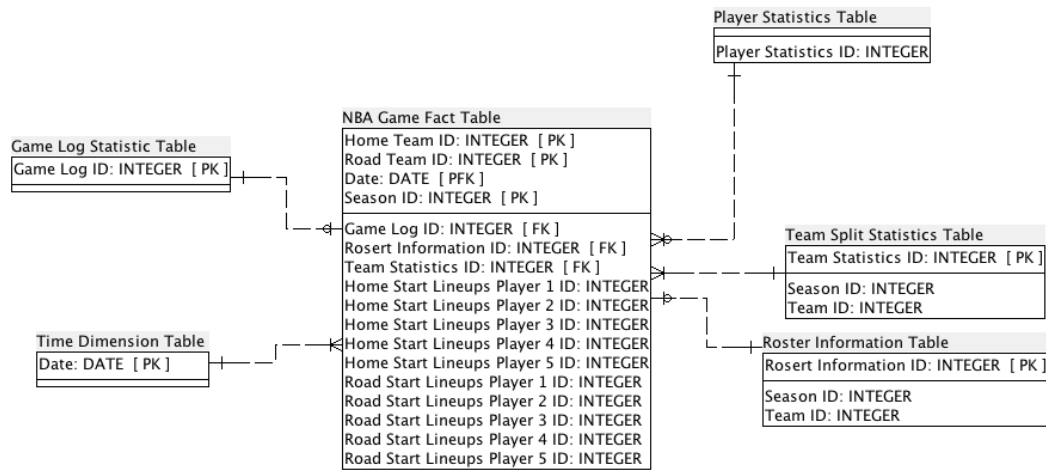 Player Statistics Table
Player Statistics ID: INTEGER
NBA Game Fact Table
Home Team ID: INTEGER [ PK ]
Road Team ID: INTEGER [ PK ]
Date: DATE [ PFK ]
Season ID: INTEGER [ PK ]
Game Log ID: INTEGER [ FK ]
Rosert Information ID: INTEGER [ FK ]
Team Statistics ID: INTEGER [ FK ]
Home Start Lineups Player 1 ID: INTEGER
Home Start Lineups Player 2 ID: INTEGER
Home Start Lineups Player 3 ID: INTEGER
Home Start Lineups Player 4 ID: INTEGER
Home Start Lineups Player 5 ID: INTEGER
Road Start Lineups Player 1 ID: INTEGER
Road Start Lineups Player 2 ID: INTEGER
Road Start Lineups Player 3 ID: INTEGER
Road Start Lineups Player 4 ID: INTEGER
Road Start Lineups Player 5 ID: INTEGER
Game Log Statistic Table
Game Log ID: INTEGER [ PK ]
Time Dimension Table
Date: DATE [ PK ]
Team Split Statistics Table
Team Statistics ID: INTEGER [ PK ]
Season ID: INTEGER
Team ID: INTEGER
Roster Information Table
Rosert Information ID: INTEGER [ PK ]
Season ID: INTEGER
Team ID: INTEGER